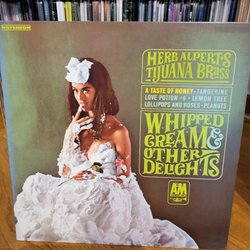 STEREO
HERB ALPERT'S
TIJUANA BRASS
A TASTE OF HONEY • TANGERINE
LOVE POTION #9 • LEMON TREE
LOLLIPOPS AND ROSES • PEANUTS
WHIPPED
CREAM &
OTHER
DELIGHTS
A&M